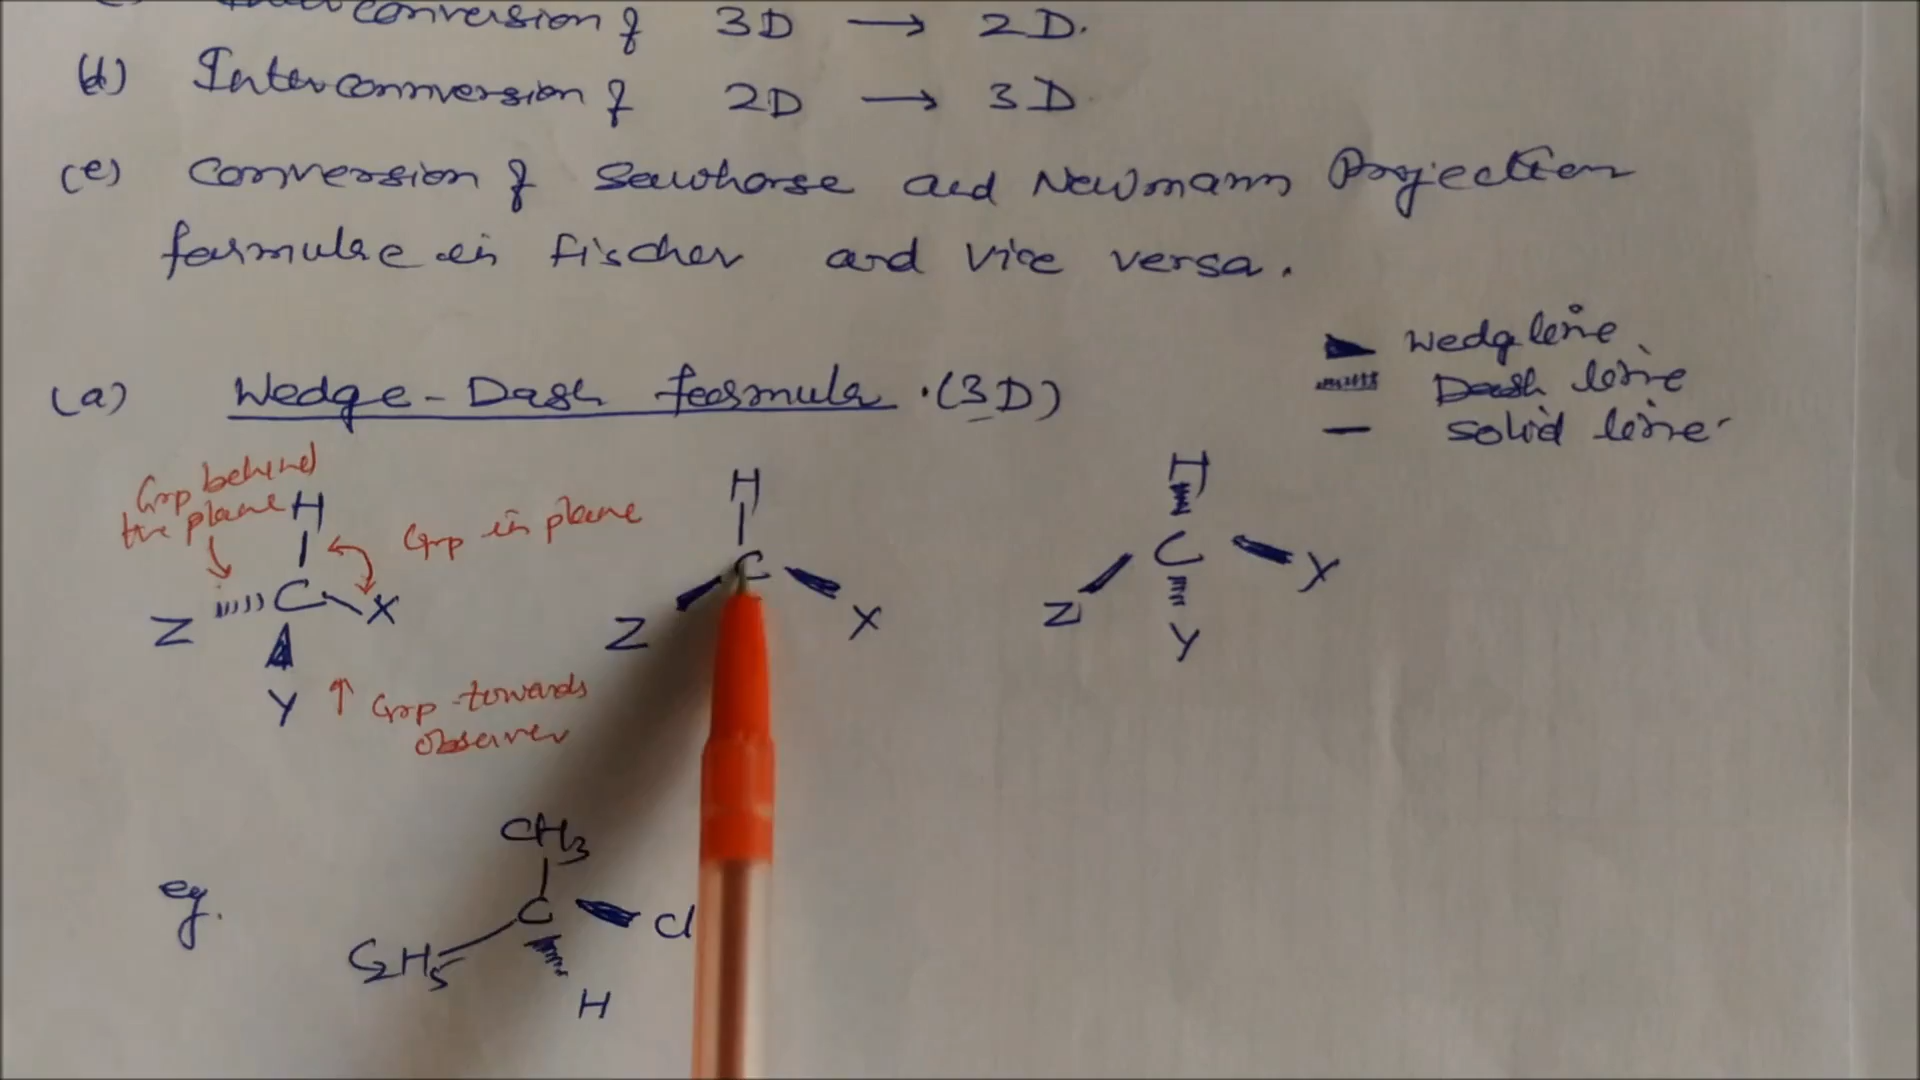 conversion of 3D → 2D.
(d) Interconversion of 2D → 3D
(e) Conversion of Sawhorse and Newmann Projection
formulae in Fischer and vice versa.
wedg line
Dash line
solid line
(a) Wedge-Dash formula. (3D)
Grp behind
the plane
Grp in plane
H
Z C X
Y
Grp towards
observer
H
C
Z X
H
C
Z X
Y
eg.
CH3
C Cl
C2H5
H